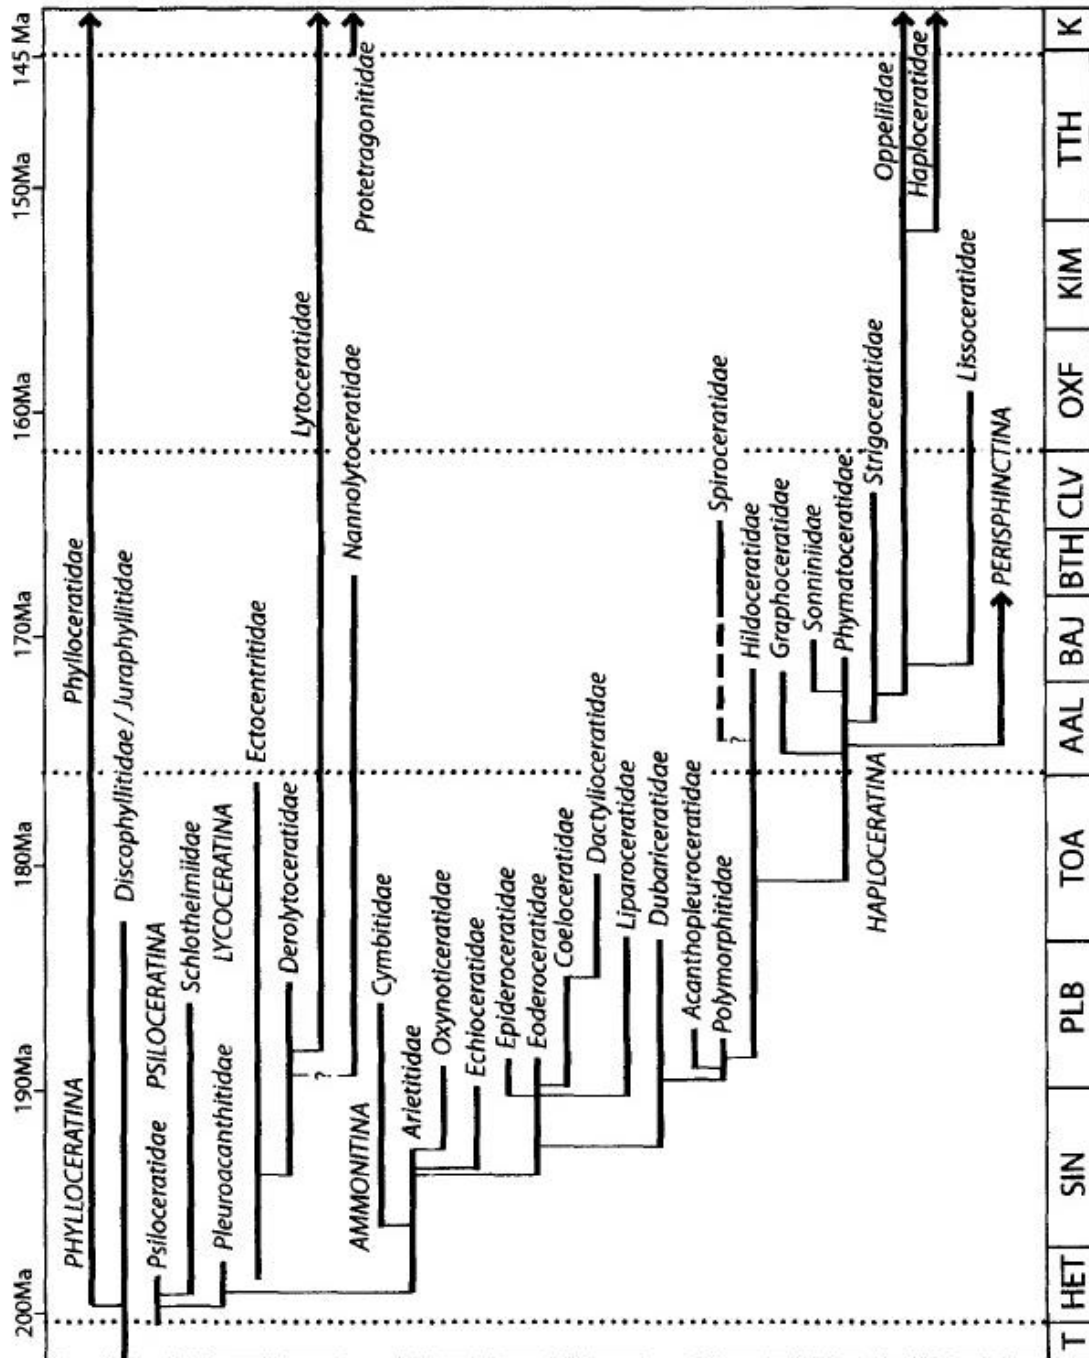 145 Ma
150Ma
160Ma
170Ma
180Ma
190Ma
200Ma
PHYLLOCERATINA
Phylloceratidae
Discophyllitidae / Juraphyllitidae
Psiloceratidae
PSILOCERATINA
Schlotheimiidae
Pleuroacanthitidae
LYCOCERATINA
Ectocentritidae
Derolytoceratidae
Lytoceratidae
?
Nannolytoceratidae
Protetragonitidae
AMMONITINA
Cymbitidae
Arietitidae
Oxynoticeratidae
Echioceratidae
Epideroceratidae
Eoderoceratidae
Coeloceratidae
Dactylioceratidae
Liparoceratidae
Dubariceratidae
Acanthopleuroceratidae
Polymorphitidae
?
Spiroceratidae
Hildoceratidae
Graphoceratidae
Sonniniidae
Phymatoceratidae
HAPLOCERATINA
Strigoceratidae
Oppeliidae
Haploceratidae
Lissoceratidae
PERISPHINCTINA
T
HET
SIN
PLB
TOA
AAL
BAJ
BTH
CLV
OXF
KIM
TTH
K